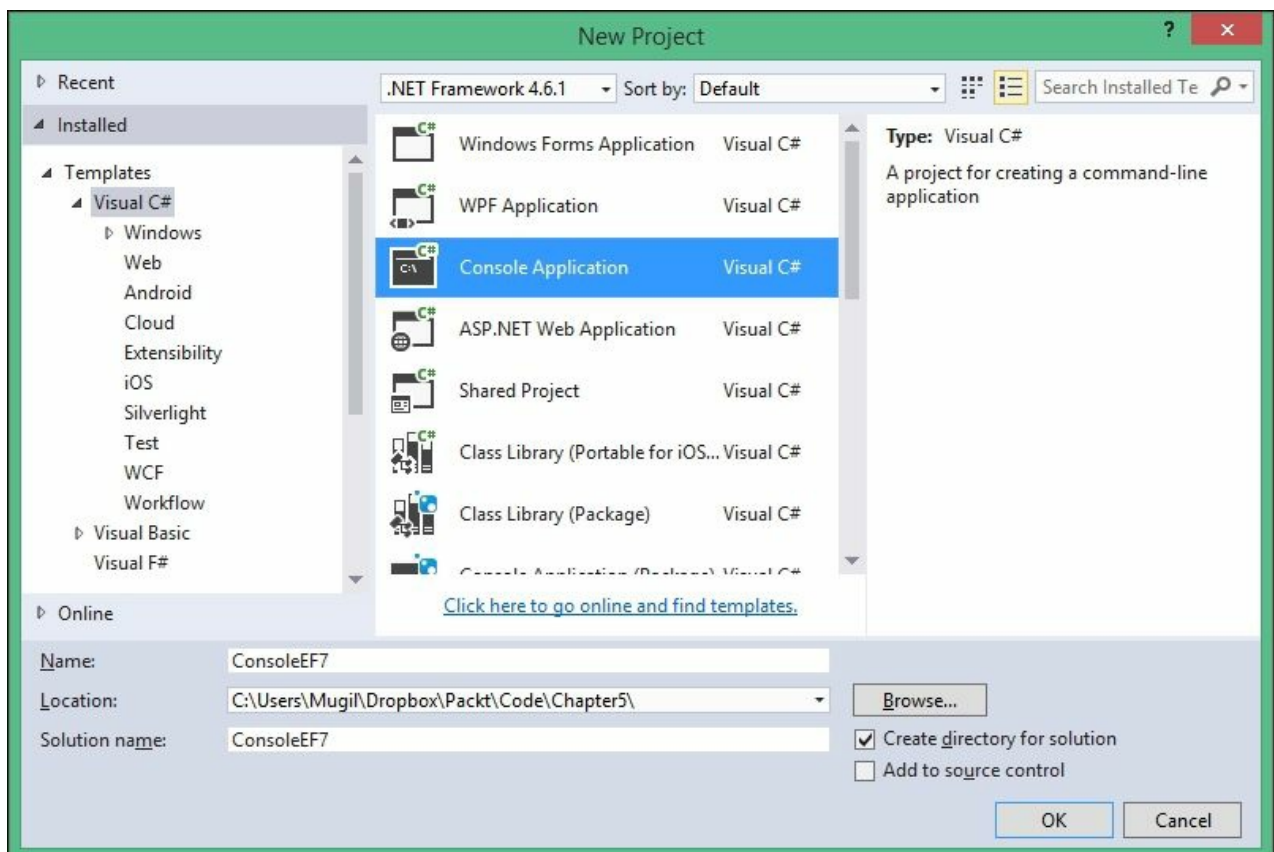 New Project
?
Recent
.NET Framework 4.6.1
Sort by:
Default
Search Installed Te
Installed
Templates
Visual C#
Windows
Web
Android
Cloud
Extensibility
iOS
Silverlight
Test
WCF
Workflow
Visual Basic
Visual F#
Online
C#
Windows Forms Application Visual C#
C#
WPF Application Visual C#
C#
C:\
Console Application Visual C#
C#
ASP.NET Web Application Visual C#
C#
Shared Project Visual C#
C#
Class Library (Portable for iOS... Visual C#
Class Library (Package) Visual C#
Console Application (Package) Visual C#
Click here to go online and find templates.
Type: Visual C#
A project for creating a command-line
application
Name: ConsoleEF7
Location: C:\Users\Mugil\Dropbox\Packt\Code\Chapter5\
Browse...
Solution name: ConsoleEF7
Create directory for solution
Add to source control
OK
Cancel